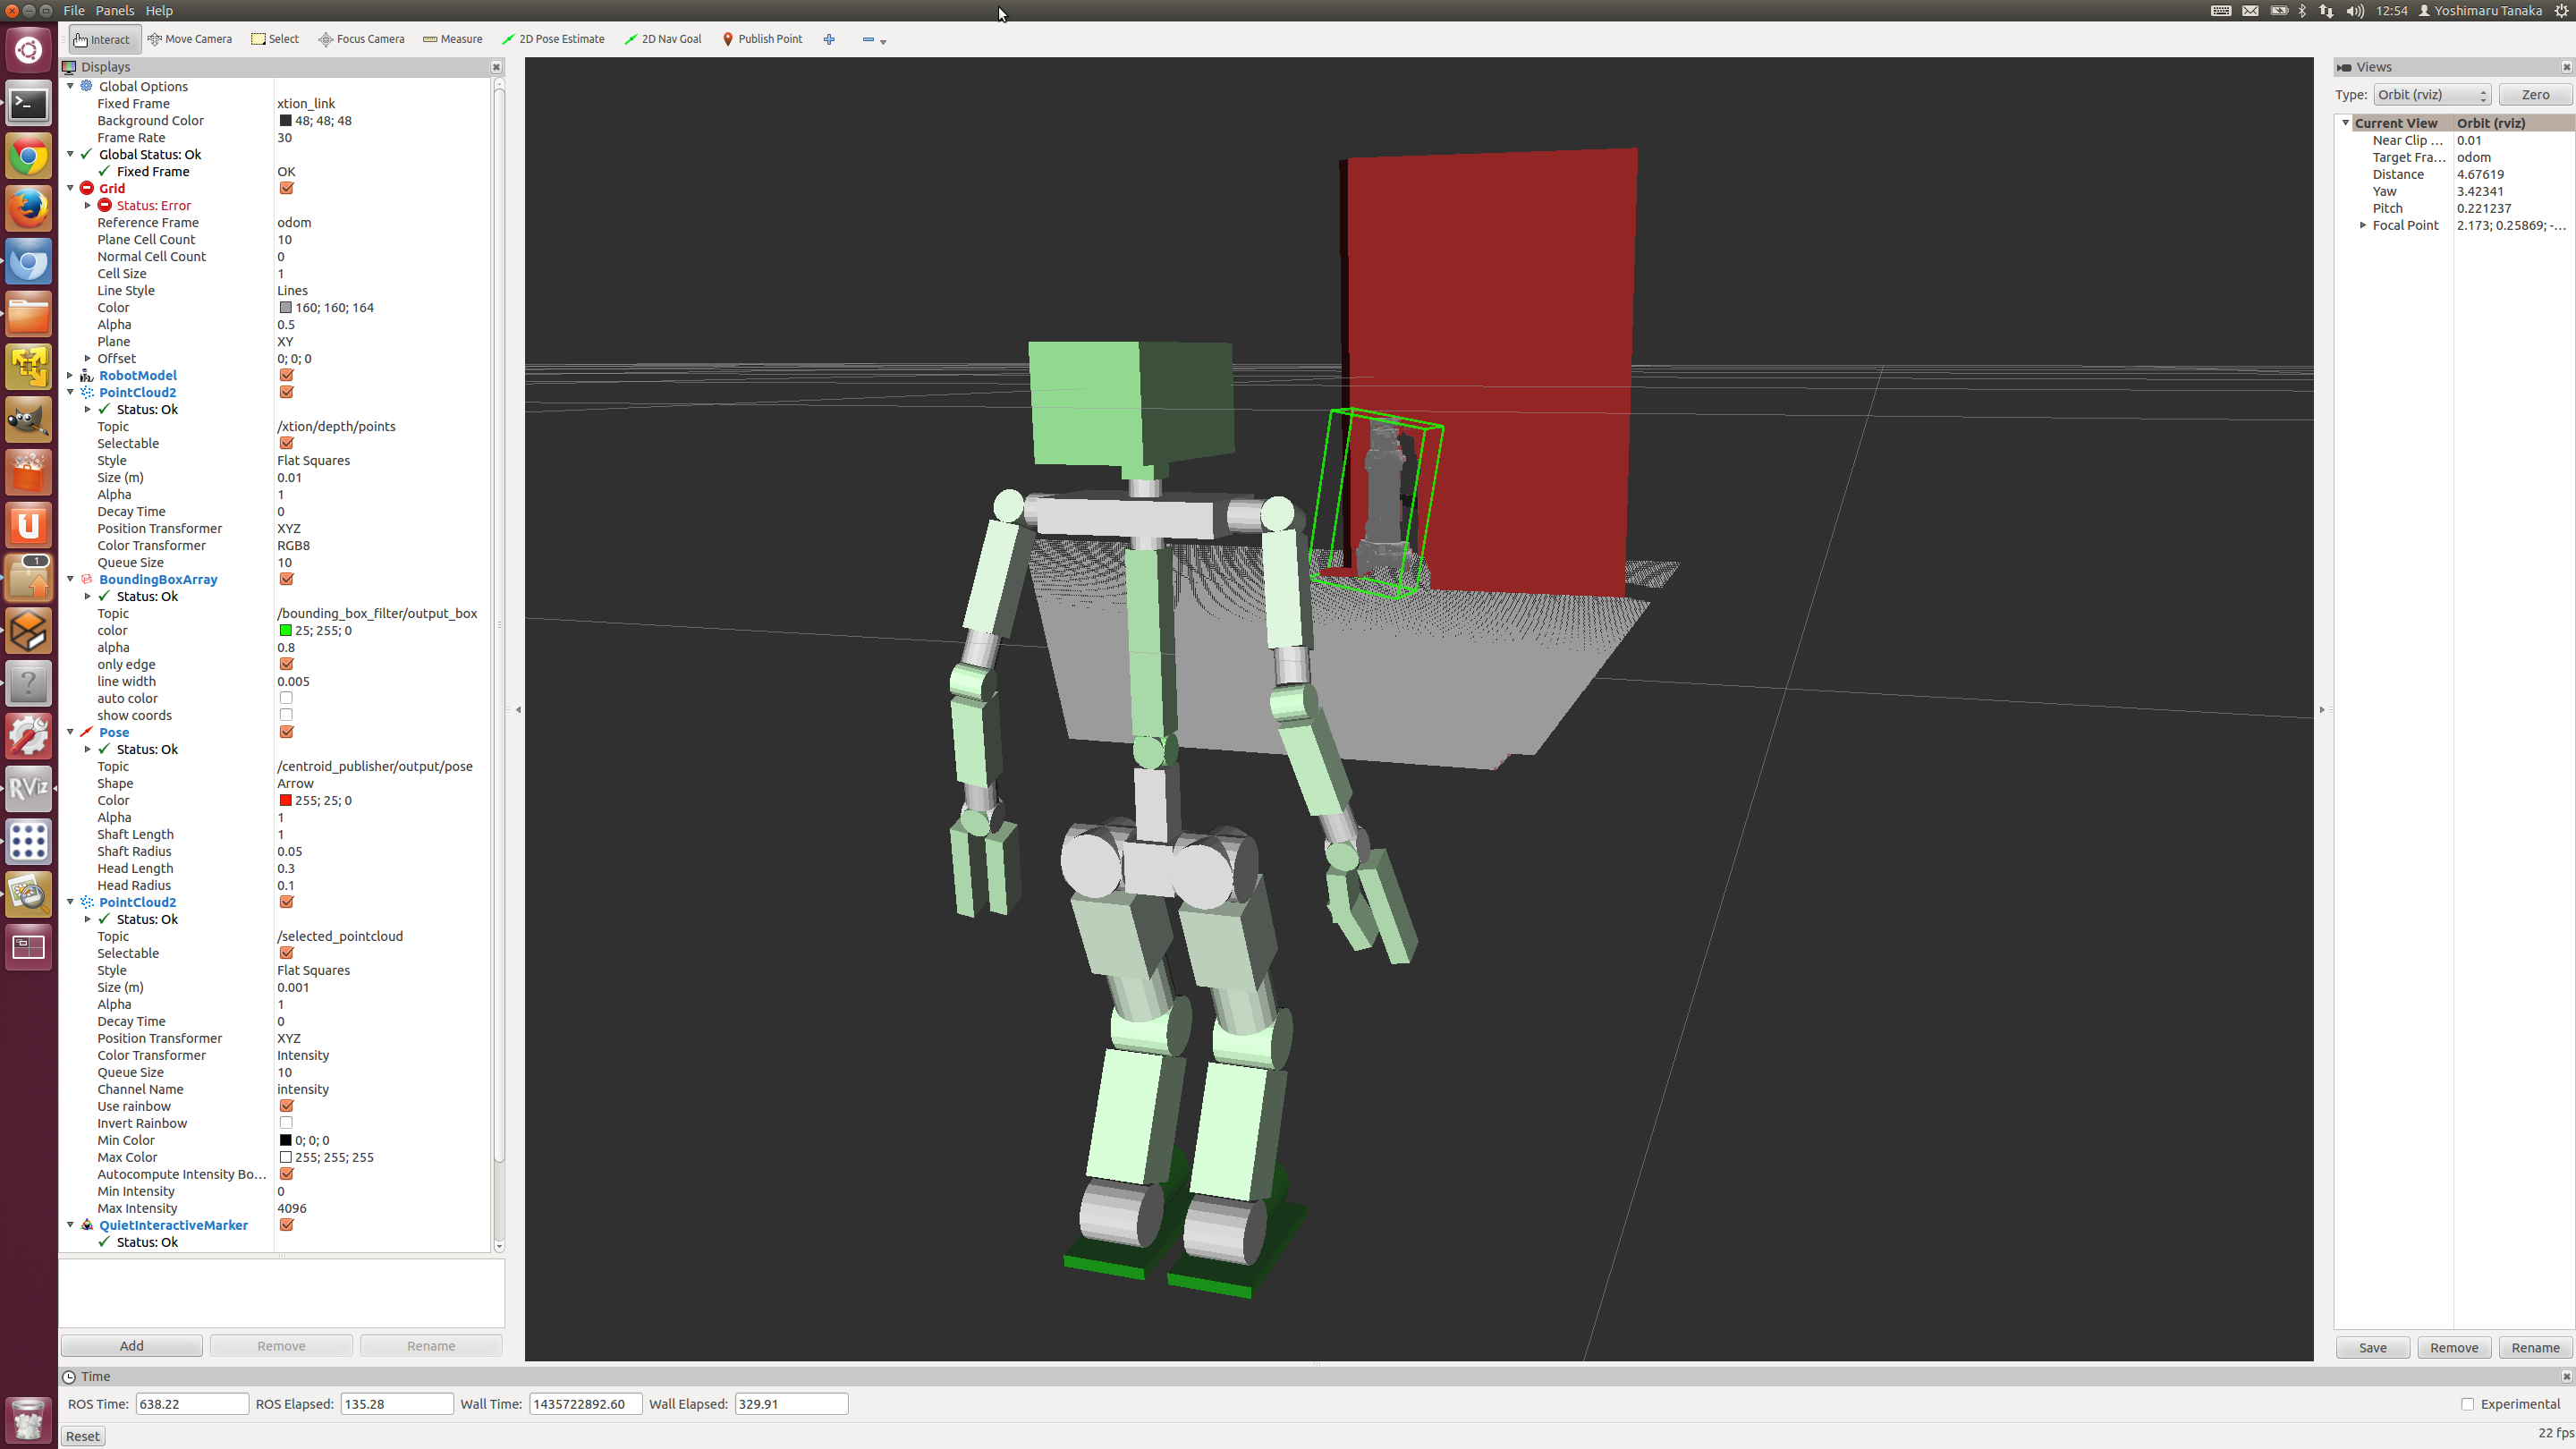 File Panels Help
12:54 Yoshimaru Tanaka
Interact Move Camera Select Focus Camera Measure 2D Pose Estimate 2D Nav Goal Publish Point
Displays
Global Options
Fixed Frame xtion_link
Background Color 48; 48; 48
Frame Rate 30
Global Status: Ok
Fixed Frame OK
Grid
Status: Error
Reference Frame odom
Plane Cell Count 10
Normal Cell Count 0
Cell Size 1
Line Style Lines
Color 160; 160; 164
Alpha 0.5
Plane XY
Offset 0; 0; 0
RobotModel
PointCloud2
Status: Ok
Topic /xtion/depth/points
Selectable
Style Flat Squares
Size (m) 0.01
Alpha 1
Decay Time 0
Position Transformer XYZ
Color Transformer RGB8
Queue Size 10
BoundingBoxArray
Status: Ok
Topic /bounding_box_filter/output_box
color 25; 255; 0
alpha 0.8
only edge
line width 0.005
auto color
show coords
Pose
Status: Ok
Topic /centroid_publisher/output/pose
Shape Arrow
Color 255; 25; 0
Alpha 1
Shaft Length 1
Shaft Radius 0.05
Head Length 0.3
Head Radius 0.1
PointCloud2
Status: Ok
Topic /selected_pointcloud
Selectable
Style Flat Squares
Size (m) 0.001
Alpha 1
Decay Time 0
Position Transformer XYZ
Color Transformer Intensity
Queue Size 10
Channel Name intensity
Use rainbow
Invert Rainbow
Min Color 0; 0; 0
Max Color 255; 255; 255
Autocompute Intensity Bo...
Min Intensity 0
Max Intensity 4096
QuietInteractiveMarker
Status: Ok
Add Remove Rename
1
RViz
Views
Type: Orbit (rviz) Zero
Current View Orbit (rviz)
Near Clip ... 0.01
Target Fra... odom
Distance 4.67619
Yaw 3.42341
Pitch 0.221237
Focal Point 2.173; 0.25869; -...
Save Remove Rename
Time
ROS Time: 638.22 ROS Elapsed: 135.28 Wall Time: 1435722892.60 Wall Elapsed: 329.91 Experimental
Reset 22 fps